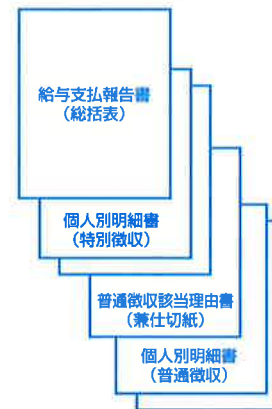 給与支払報告書
（総括表）
個人別明細書
（特別徴収）
普通徴収該当理由書
（兼仕切紙）
個人別明細書
（普通徴収）